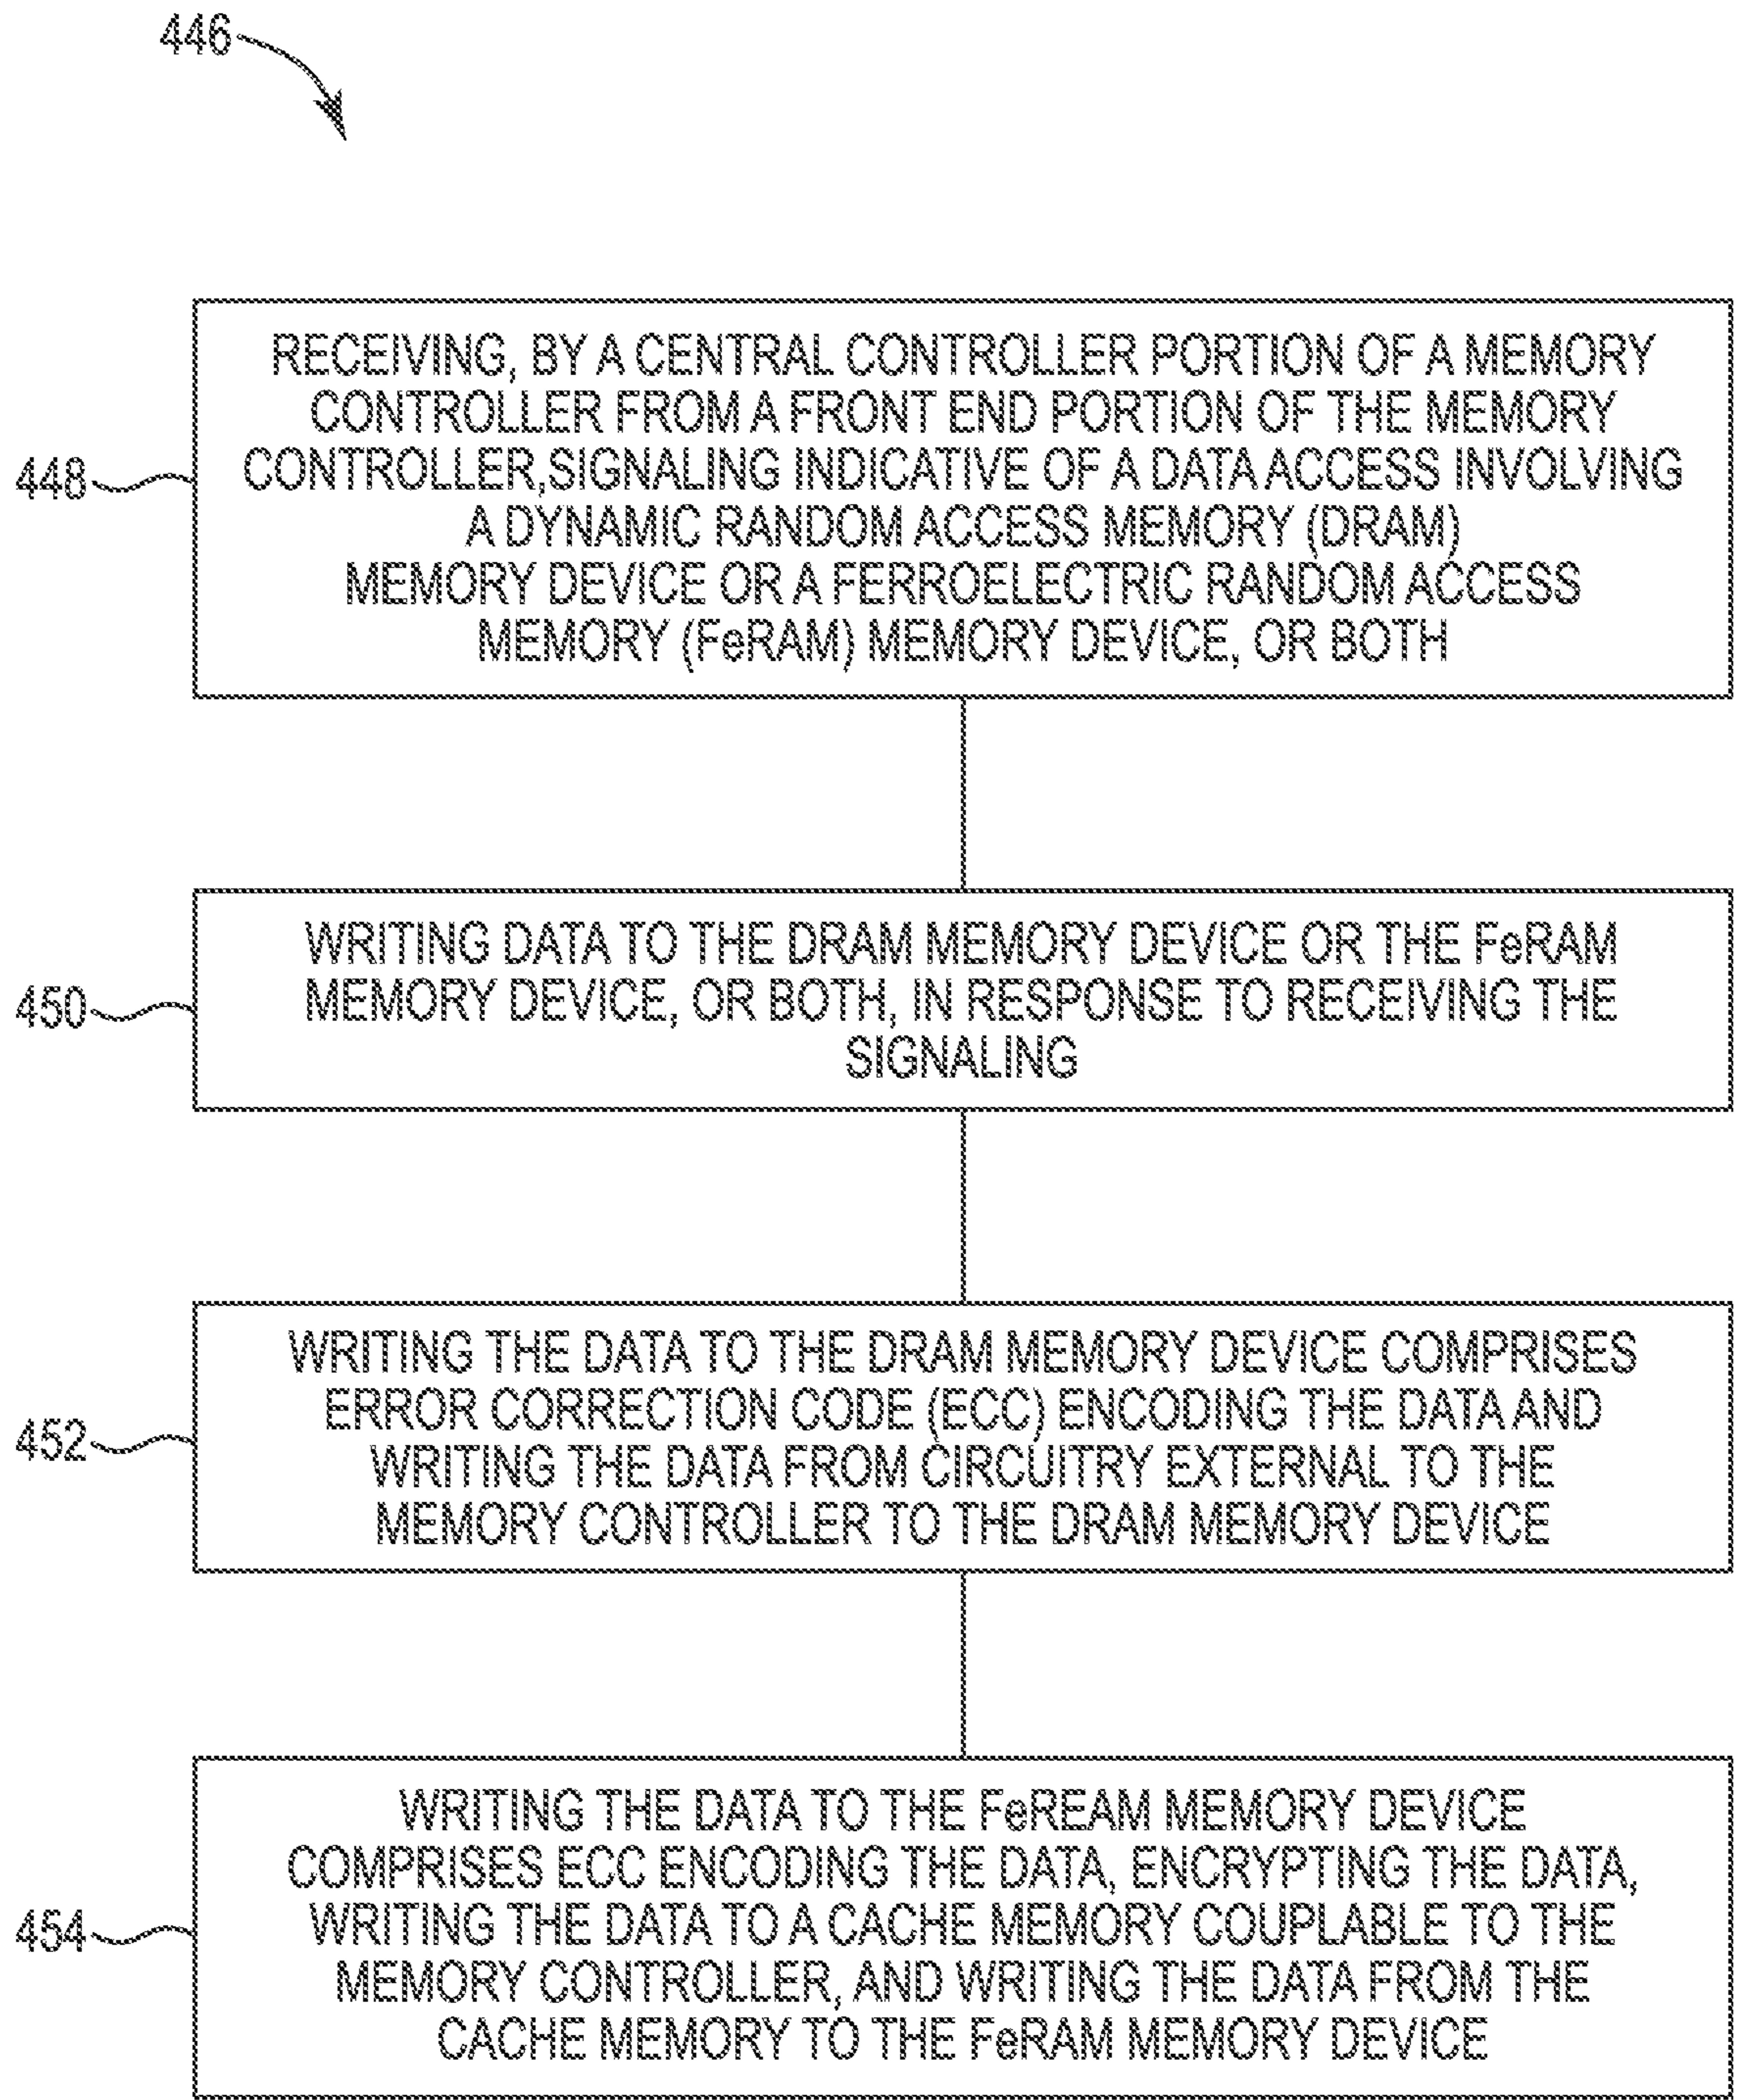 446
RECEIVING, BY A CENTRAL CONTROLLER PORTION OF A MEMORY
CONTROLLER FROM A FRONT END PORTION OF THE MEMORY
448
CONTROLLER,SIGNALING INDICATIVE OF A DATA ACCESS INVOLVING
A DYNAMIC RANDOM ACCESS MEMORY (DRAM)
MEMORY DEVICE OR A FERROELECTRIC RANDOM ACCESS
MEMORY (FeRAM) MEMORY DEVICE, OR BOTH
WRITING DATA TO THE DRAM MEMORY DEVICE OR THE FeRAM
450
MEMORY DEVICE, OR BOTH, IN RESPONSE TO RECEIVING THE
SIGNALING
WRITING THE DATA TO THE DRAM MEMORY DEVICE COMPRISES
ERROR CORRECTION CODE (ECC) ENCODING THE DATA AND
452
WRITING THE DATA FROM CIRCUITRY EXTERNAL TO THE
MEMORY CONTROLLER TO THE DRAM MEMORY DEVICE
WRITING THE DATA TO THE FeREAM MEMORY DEVICE
COMPRISES ECC ENCODING THE DATA, ENCRYPTING THE DATA,
454
WRITING THE DATA TO A CACHE MEMORY COUPLABLE TO THE
MEMORY CONTROLLER, AND WRITING THE DATA FROM THE
CACHE MEMORY TO THE FeRAM MEMORY DEVICE